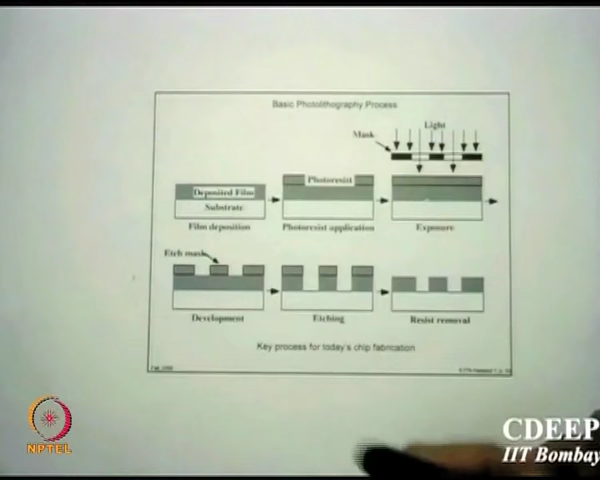 Basic Photolithography Process
Light
Mask
Photoresist
Deposited Film
Substrate
Film deposition
Photoresist application
Exposure
Etch mask
Development
Etching
Resist removal
Key process for today's chip fabrication
NPTEL
CDEEP
IIT Bombay